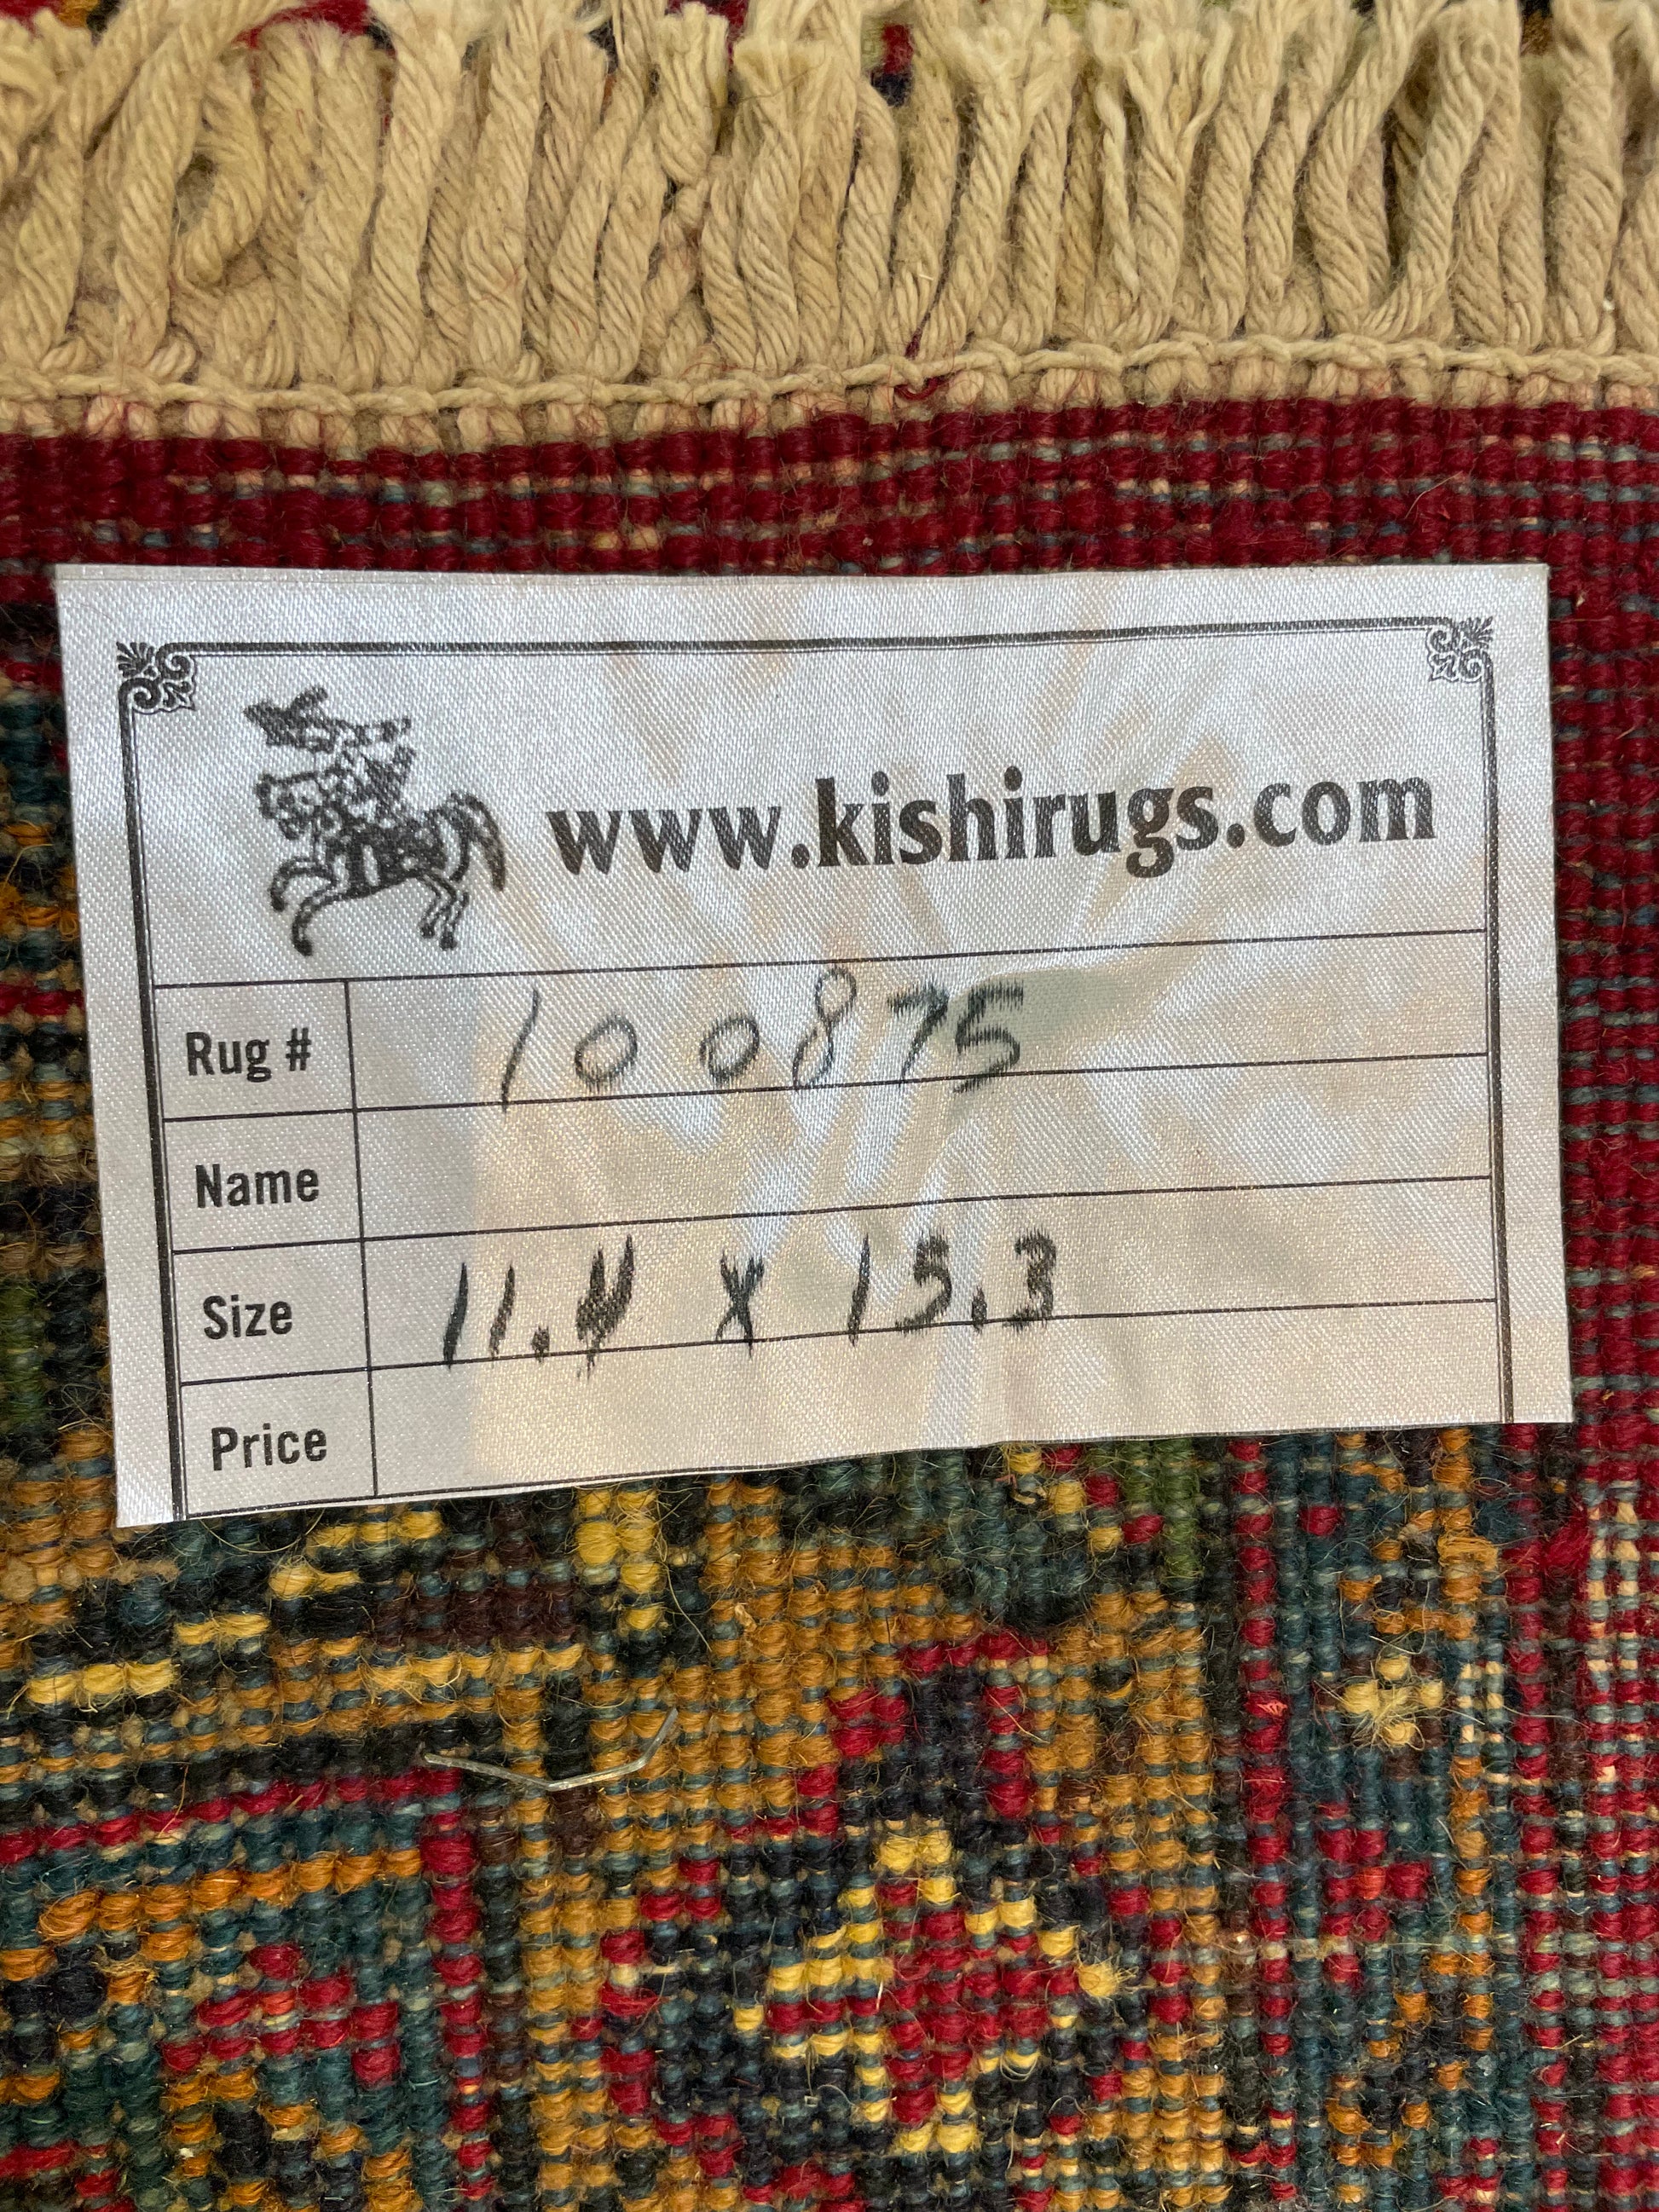 www.kishirugs.com
Rug # 100875
Name
Size 11.4 x 15.3
Price